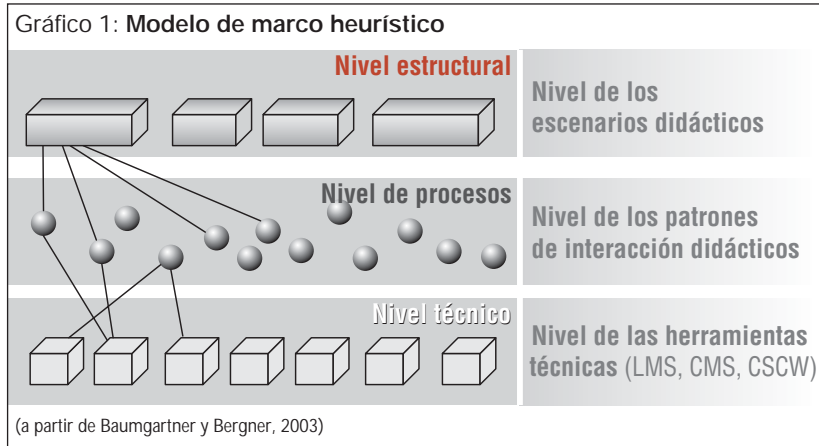 Gráfico 1: Modelo de marco heurístico
Nivel estructural
Nivel de los
escenarios didácticos
Nivel de procesos
Nivel de los patrones
de interacción didácticos
Nivel técnico
Nivel de las herramientas
técnicas (LMS, CMS, CSCW)
(a partir de Baumgartner y Bergner, 2003)